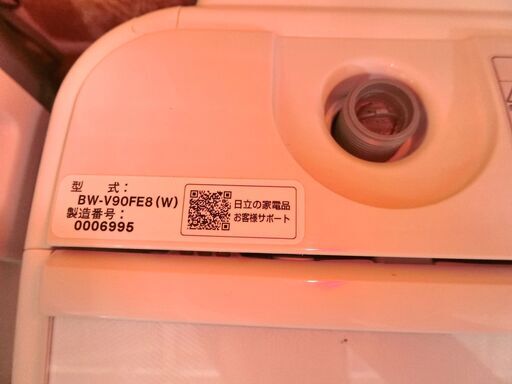 型　　式：
BW-V90FE8(W)
製造番号：
0006995
日立の家電品
お客様サポート